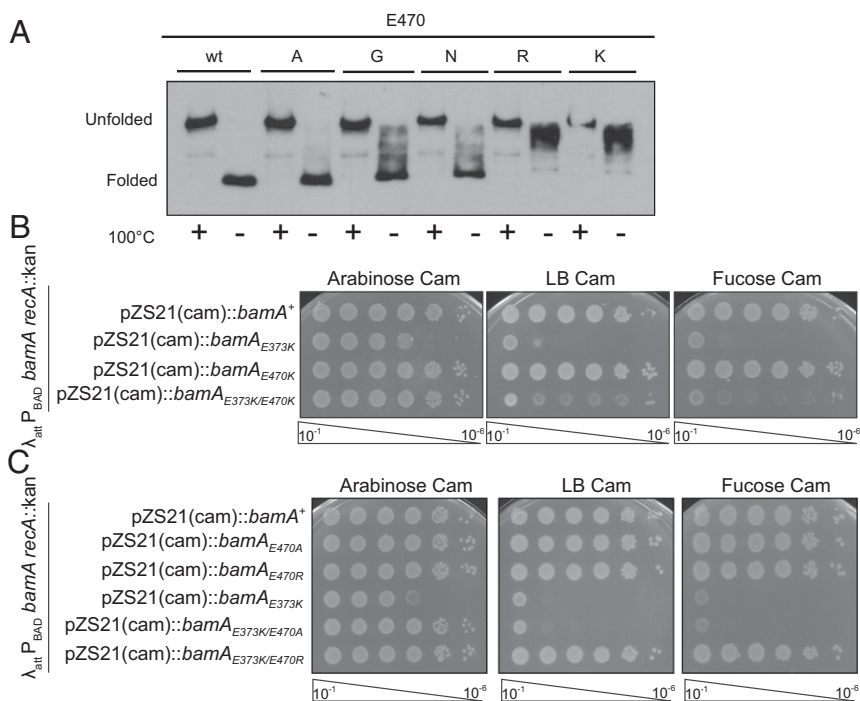 A
E470
wt A G N R K
Unfolded
Folded
100°C + - + - + - + - + - + -
B
λatt PBAD bamA recA::kan
Arabinose Cam LB Cam Fucose Cam
pZS21(cam)::bamA+
pZS21(cam)::bamAE373K
pZS21(cam)::bamAE470K
pZS21(cam)::bamAE373K/E470K
10-1 10-6 10-1 10-6 10-1 10-6
C
λatt PBAD bamA recA::kan
Arabinose Cam LB Cam Fucose Cam
pZS21(cam)::bamA+
pZS21(cam)::bamAE470A
pZS21(cam)::bamAE470R
pZS21(cam)::bamAE373K
pZS21(cam)::bamAE373K/E470A
pZS21(cam)::bamAE373K/E470R
10-1 10-6 10-1 10-6 10-1 10-6